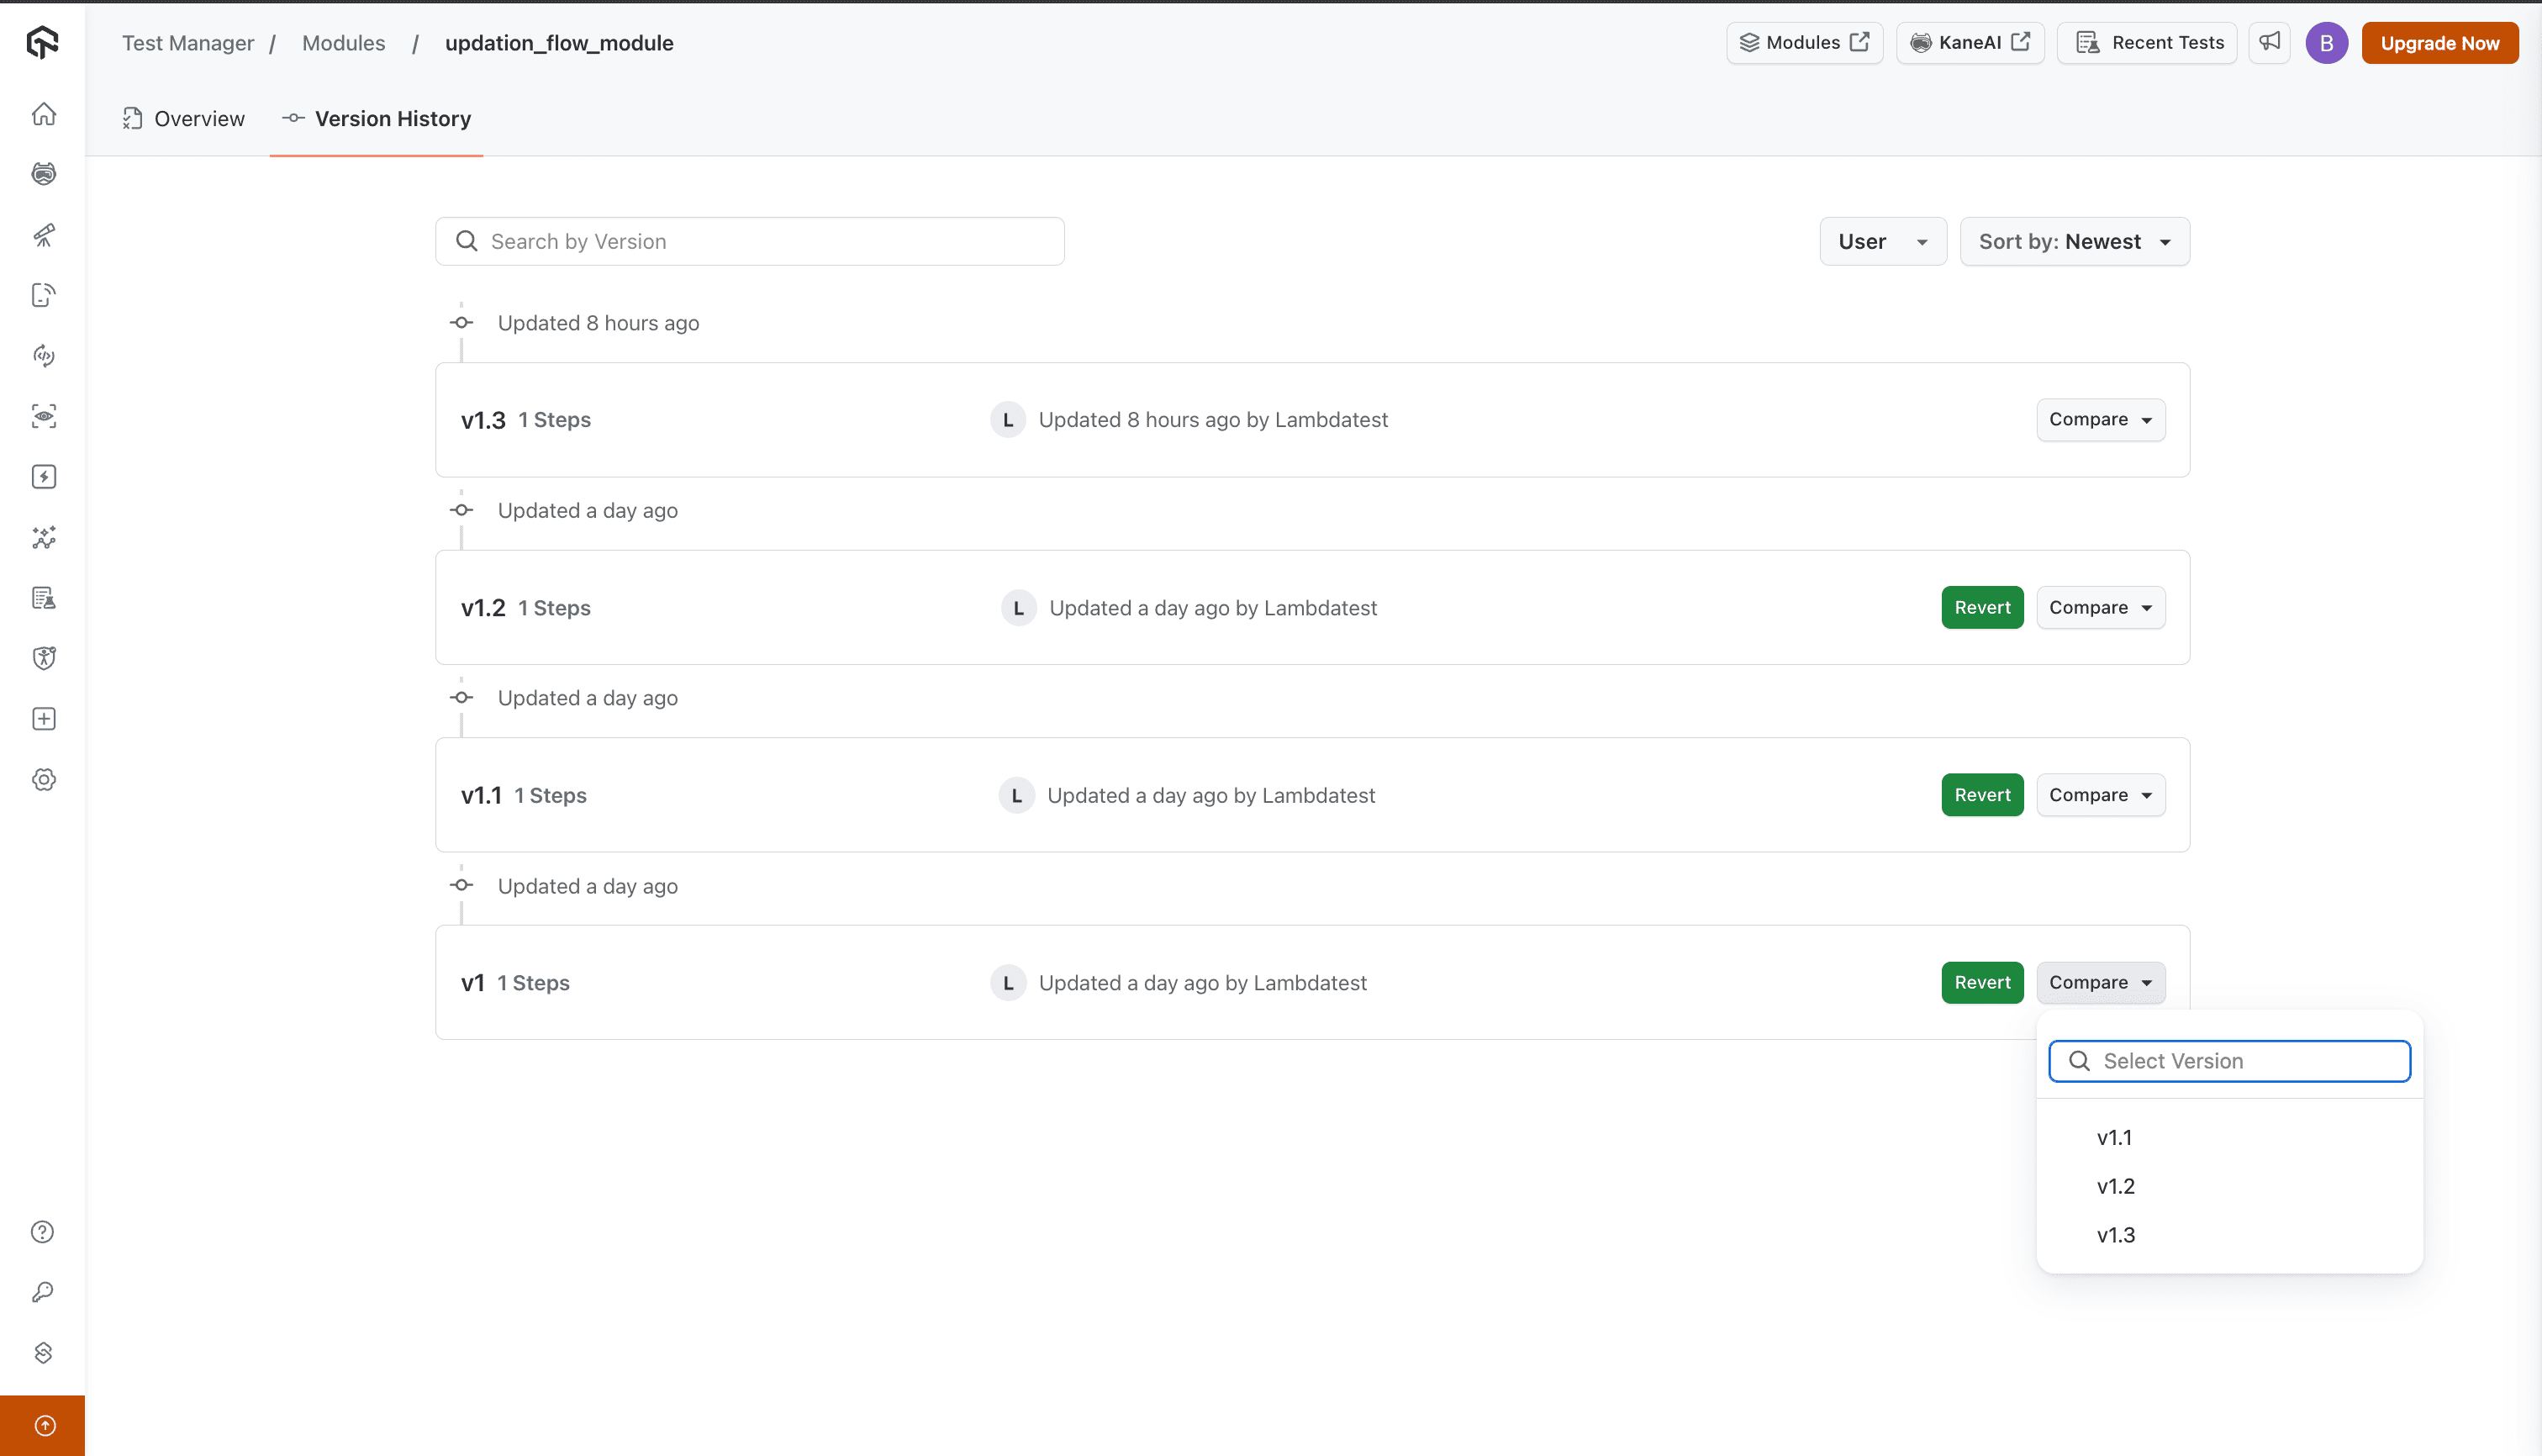 Test Manager / Modules / updation_flow_module
Modules
KaneAI
Recent Tests
B
Upgrade Now
Overview
Version History
Search by Version
User
Sort by: Newest
Updated 8 hours ago
v1.3 1 Steps
L Updated 8 hours ago by Lambdatest
Compare
Updated a day ago
v1.2 1 Steps
L Updated a day ago by Lambdatest
Revert
Compare
Updated a day ago
v1.1 1 Steps
L Updated a day ago by Lambdatest
Revert
Compare
Updated a day ago
v1 1 Steps
L Updated a day ago by Lambdatest
Revert
Compare
Select Version
v1.1
v1.2
v1.3